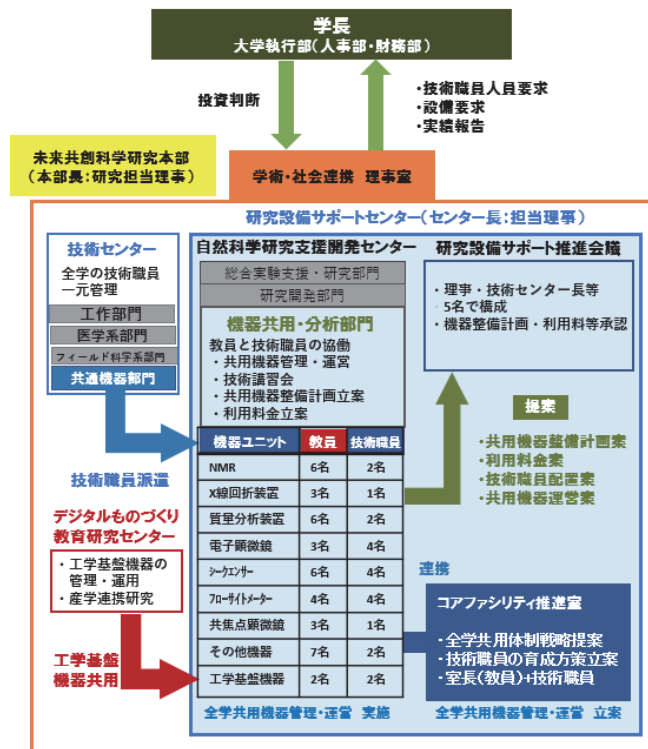 学長
大学執行部(人事部・財務部)
投資判断
・技術職員人員要求
・設備要求
・実績報告
未来共創科学研究本部
(本部長:研究担当理事)
学術・社会連携 理事室
研究設備サポートセンター(センター長:担当理事)
技術センター
全学の技術職員
一元管理
工作部門
医学系部門
フィールド科学系部門
共通機器部門
技術職員派遣
デジタルものづくり
教育研究センター
・工学基盤機器の
管理・運用
・産学連携研究
工学基盤
機器共用
自然科学研究支援開発センター
総合実験支援・研究部門
研究開発部門
機器共用・分析部門
教員と技術職員の協働
・共用機器管理・運営
・技術講習会
・共用機器整備計画立案
・利用料金立案
機器ユニット 教員 技術職員
NMR 6名 2名
X線回折装置 3名 1名
質量分析装置 6名 2名
電子顕微鏡 3名 4名
シークエンサー 6名 4名
フローサイトメーター 4名 4名
共焦点顕微鏡 3名 1名
その他機器 7名 2名
工学基盤機器 2名 2名
全学共用機器管理・運営 実施
研究設備サポート推進会議
・理事・技術センター長等
5名で構成
・機器整備計画・利用料等承認
提案
・共用機器整備計画案
・利用料金案
・技術職員配置案
・共用機器運営案
連携
コアファシリティ推進室
・全学共用体制戦略提案
・技術職員の育成方策立案
・室長(教員)+技術職員
全学共用機器管理・運営 立案